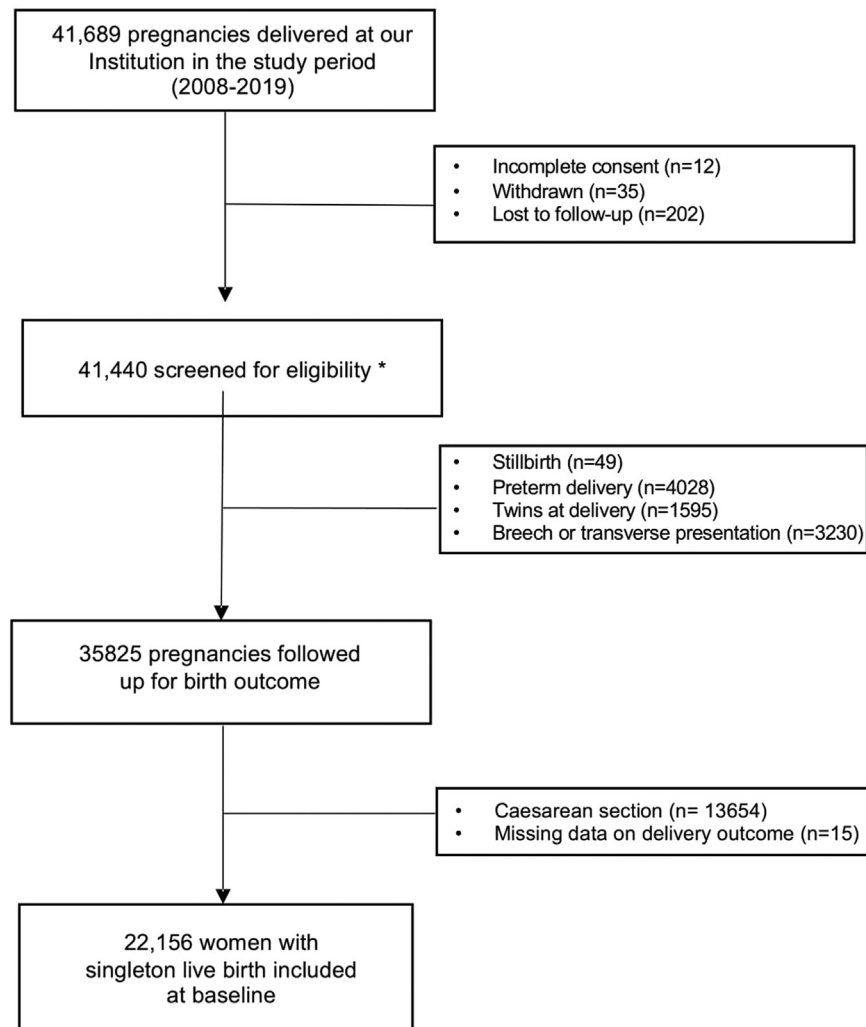 41,689 pregnancies delivered at our
Institution in the study period
(2008-2019)
• Incomplete consent (n=12)
• Withdrawn (n=35)
• Lost to follow-up (n=202)
41,440 screened for eligibility *
• Stillbirth (n=49)
• Preterm delivery (n=4028)
• Twins at delivery (n=1595)
• Breech or transverse presentation (n=3230)
35825 pregnancies followed
up for birth outcome
• Caesarean section (n= 13654)
• Missing data on delivery outcome (n=15)
22,156 women with
singleton live birth included
at baseline